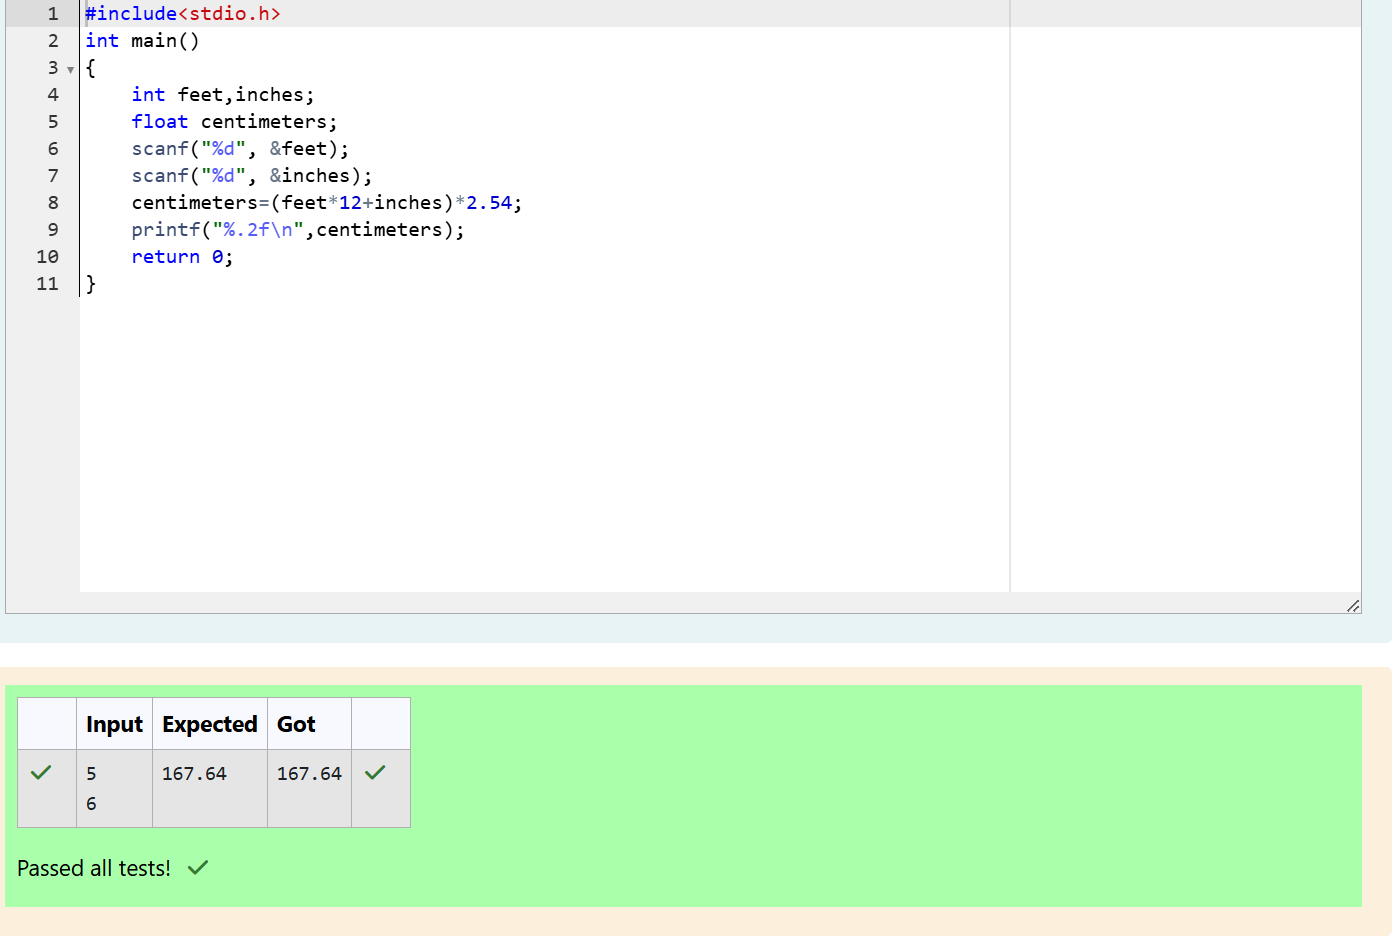 1 #include<stdio.h>
2 int main()
3 {
4     int feet,inches;
5     float centimeters;
6     scanf("%d", &feet);
7     scanf("%d", &inches);
8     centimeters=(feet*12+inches)*2.54;
9     printf("%.2f\n",centimeters);
10     return 0;
11 }
Input Expected Got
5 167.64 167.64
6
Passed all tests!